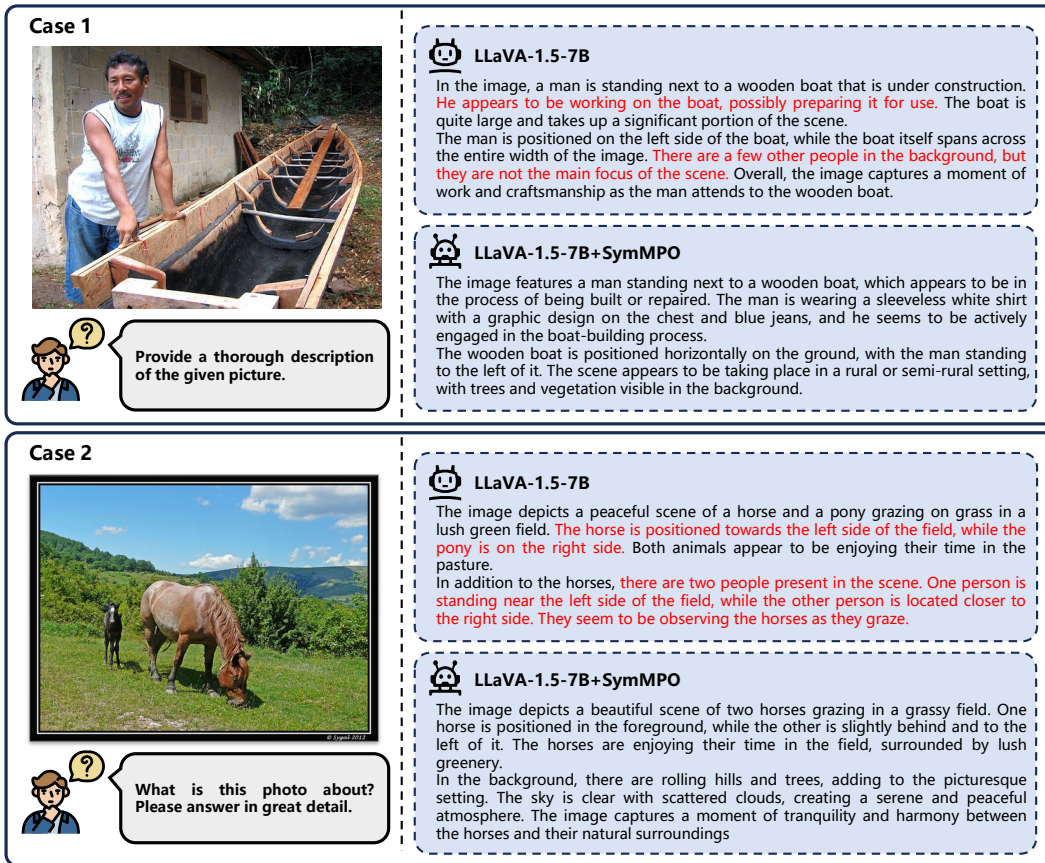 Case 1
Provide a thorough description
of the given picture.
LLaVA-1.5-7B
In the image, a man is standing next to a wooden boat that is under construction.
He appears to be working on the boat, possibly preparing it for use. The boat is
quite large and takes up a significant portion of the scene.
The man is positioned on the left side of the boat, while the boat itself spans across
the entire width of the image. There are a few other people in the background, but
they are not the main focus of the scene. Overall, the image captures a moment of
work and craftsmanship as the man attends to the wooden boat.
LLaVA-1.5-7B+SymMPO
The image features a man standing next to a wooden boat, which appears to be in
the process of being built or repaired. The man is wearing a sleeveless white shirt
with a graphic design on the chest and blue jeans, and he seems to be actively
engaged in the boat-building process.
The wooden boat is positioned horizontally on the ground, with the man standing
to the left of it. The scene appears to be taking place in a rural or semi-rural setting,
with trees and vegetation visible in the background.
Case 2
© Sygail 2012
What is this photo about?
Please answer in great detail.
LLaVA-1.5-7B
The image depicts a peaceful scene of a horse and a pony grazing on grass in a
lush green field. The horse is positioned towards the left side of the field, while the
pony is on the right side. Both animals appear to be enjoying their time in the
pasture.
In addition to the horses, there are two people present in the scene. One person is
standing near the left side of the field, while the other person is located closer to
the right side. They seem to be observing the horses as they graze.
LLaVA-1.5-7B+SymMPO
The image depicts a beautiful scene of two horses grazing in a grassy field. One
horse is positioned in the foreground, while the other is slightly behind and to the
left of it. The horses are enjoying their time in the field, surrounded by lush
greenery.
In the background, there are rolling hills and trees, adding to the picturesque
setting. The sky is clear with scattered clouds, creating a serene and peaceful
atmosphere. The image captures a moment of tranquility and harmony between
the horses and their natural surroundings